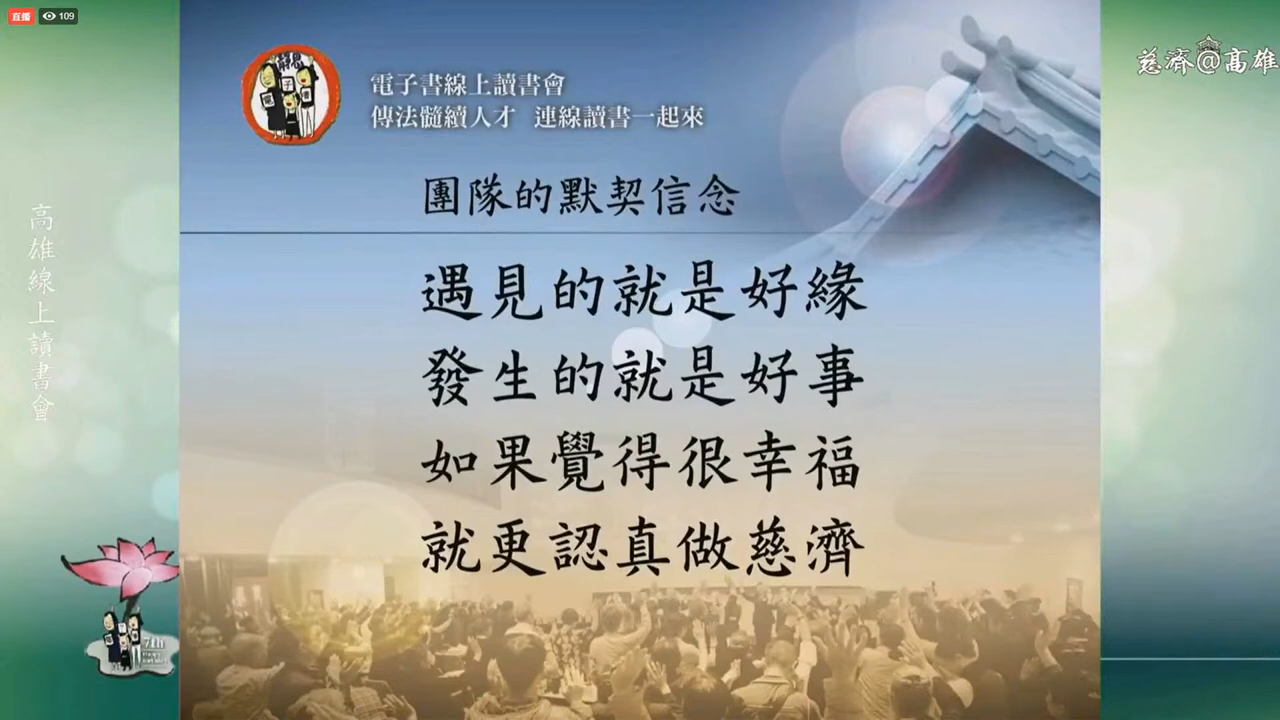 直播 109
慈濟@高雄
電子書線上讀書會
傳法髓續人才 連線讀書一起來
團隊的默契信念
遇見的就是好緣
發生的就是好事
如果覺得很幸福
就更認真做慈濟
高雄線上讀書會
7th